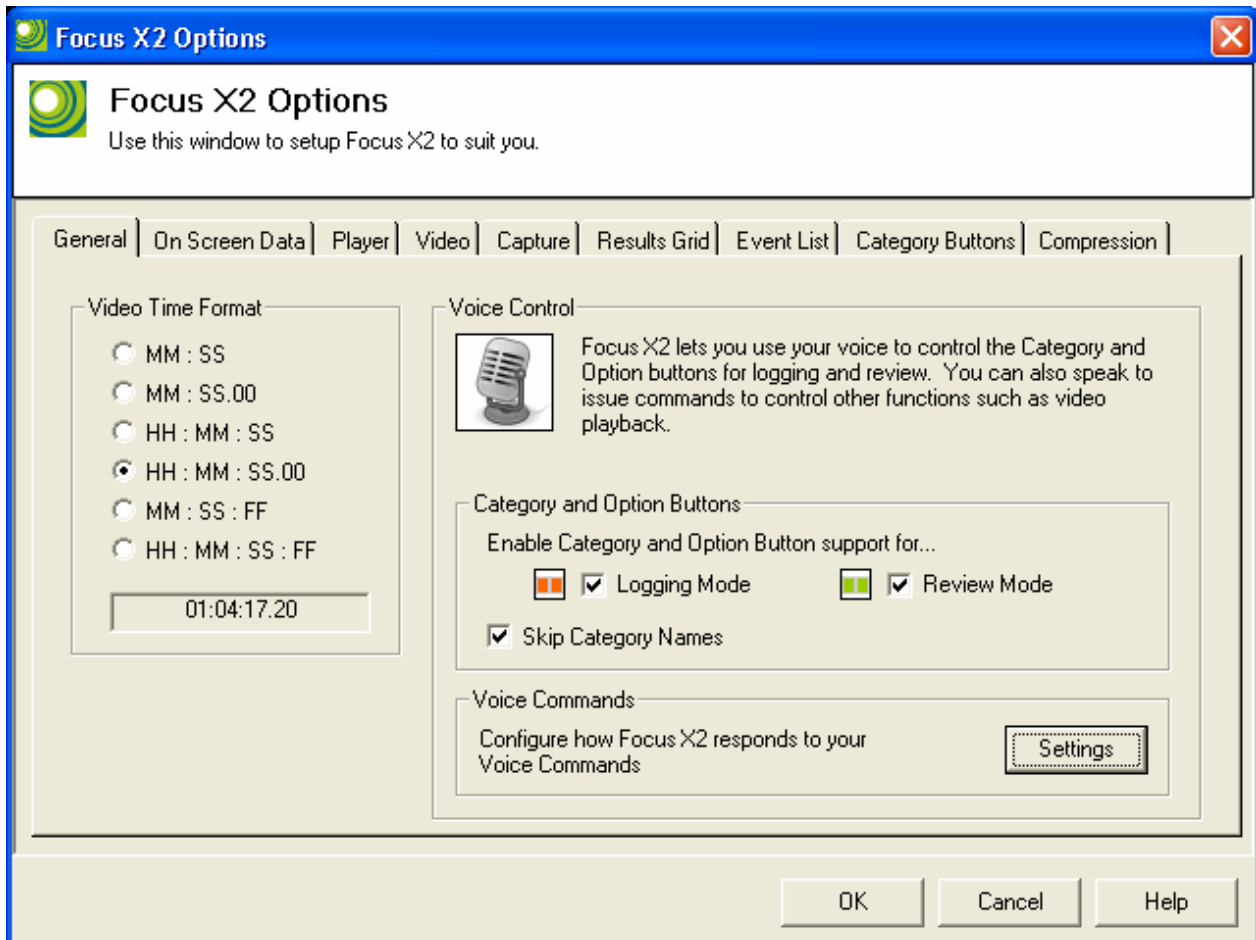 Focus X2 Options
Focus X2 Options
Use this window to setup Focus X2 to suit you.
General On Screen Data Player Video Capture Results Grid Event List Category Buttons Compression
Video Time Format
MM : SS
MM : SS.00
HH : MM : SS
HH : MM : SS.00
MM : SS : FF
HH : MM : SS : FF
01:04:17.20
Voice Control
Focus X2 lets you use your voice to control the Category and
Option buttons for logging and review. You can also speak to
issue commands to control other functions such as video
playback.
Category and Option Buttons
Enable Category and Option Button support for...
Logging Mode Review Mode
Skip Category Names
Voice Commands
Configure how Focus X2 responds to your
Voice Commands
Settings
OK Cancel Help